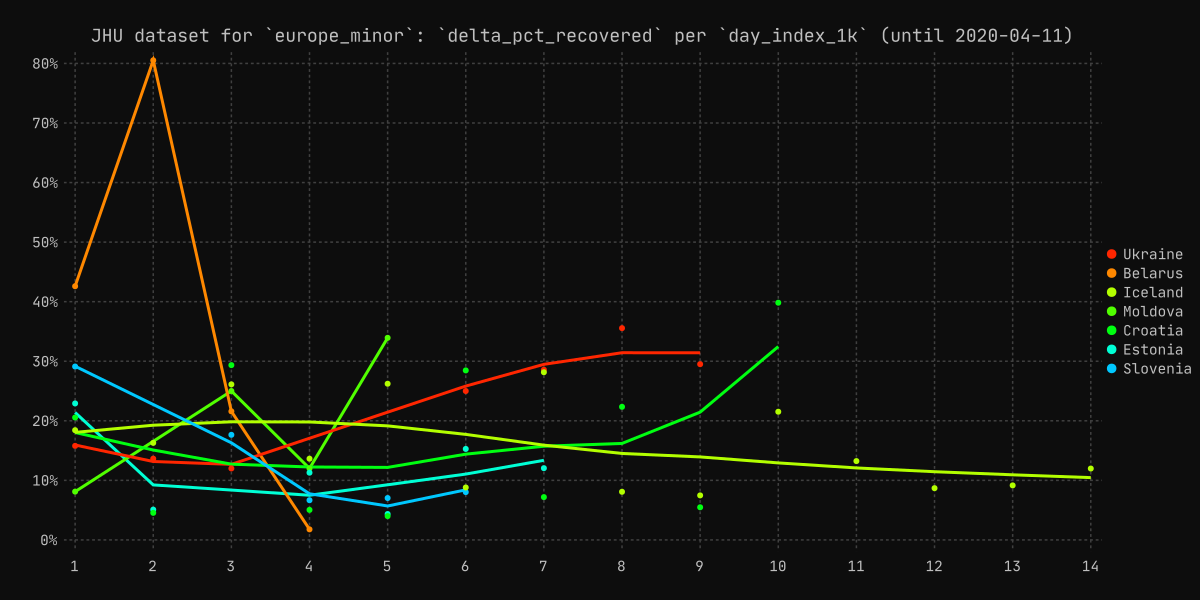 JHU dataset for `europe_minor`: `delta_pct_recovered` per `day_index_1k` (until 2020-04-11)
80%
70%
60%
50%
40%
30%
20%
10%
0%
1 2 3 4 5 6 7 8 9 10 11 12 13 14
Ukraine
Belarus
Iceland
Moldova
Croatia
Estonia
Slovenia